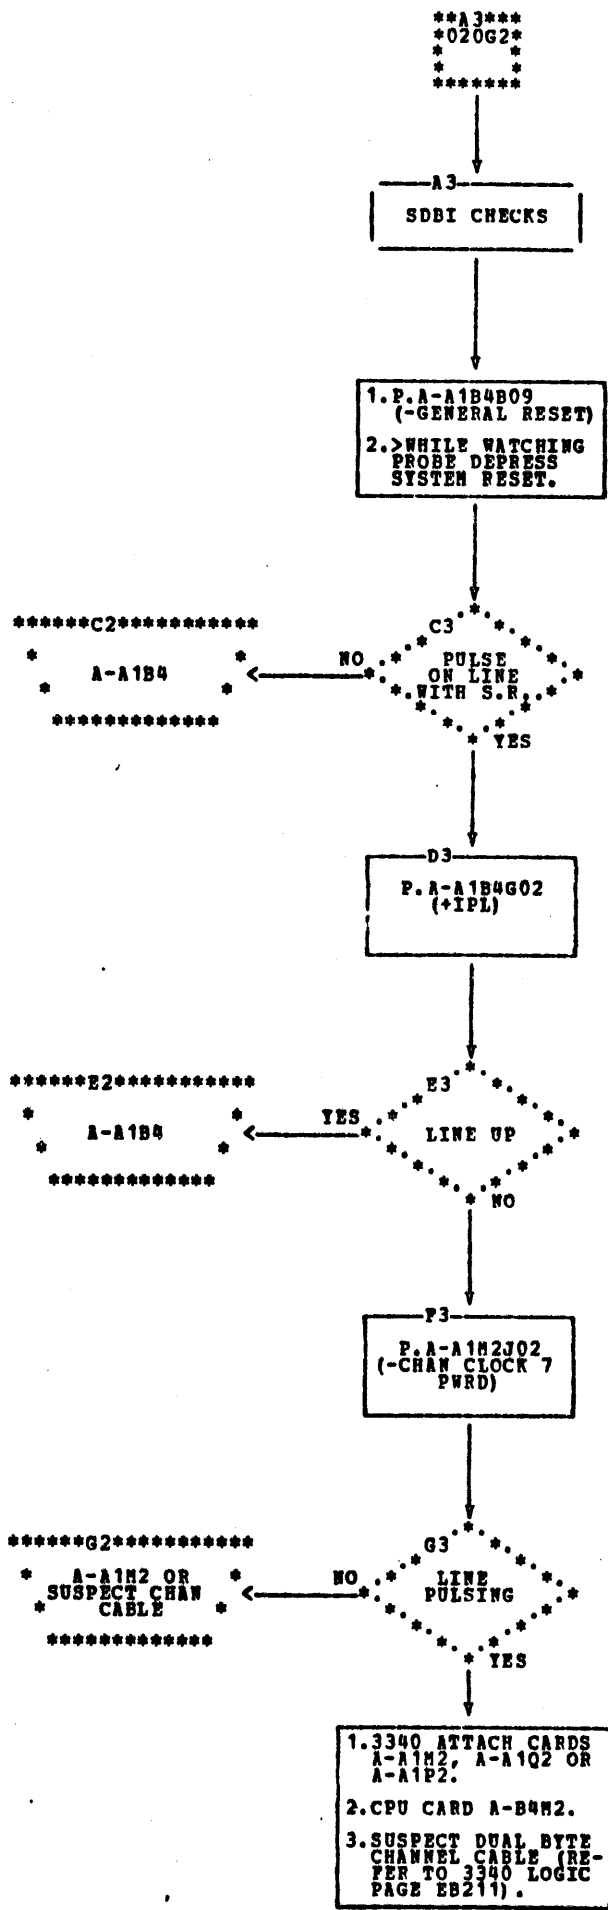 **A3***
*020G2*
A3
SDBI CHECKS
1.P.A-A1B4B09
(-GENERAL RESET)
2.>WHILE WATCHING
PROBE DEPRESS
SYSTEM RESET.
******C2***********
A-A1B4
NO
C3
PULSE
ON LINE
WITH S.R.
YES
D3
P.A-A1B4G02
(+IPL)
******E2***********
A-A1B4
YES
E3
LINE UP
NO
F3
P.A-A1M2J02
(-CHAN CLOCK 7
PWRD)
******G2***********
A-A1M2 OR
SUSPECT CHAN
CABLE
NO
G3
LINE
PULSING
YES
1.3340 ATTACH CARDS
A-A1M2, A-A1Q2 OR
A-A1P2.
2.CPU CARD A-B4M2.
3.SUSPECT DUAL BYTE
CHANNEL CABLE (RE-
FER TO 3340 LOGIC
PAGE EB211).